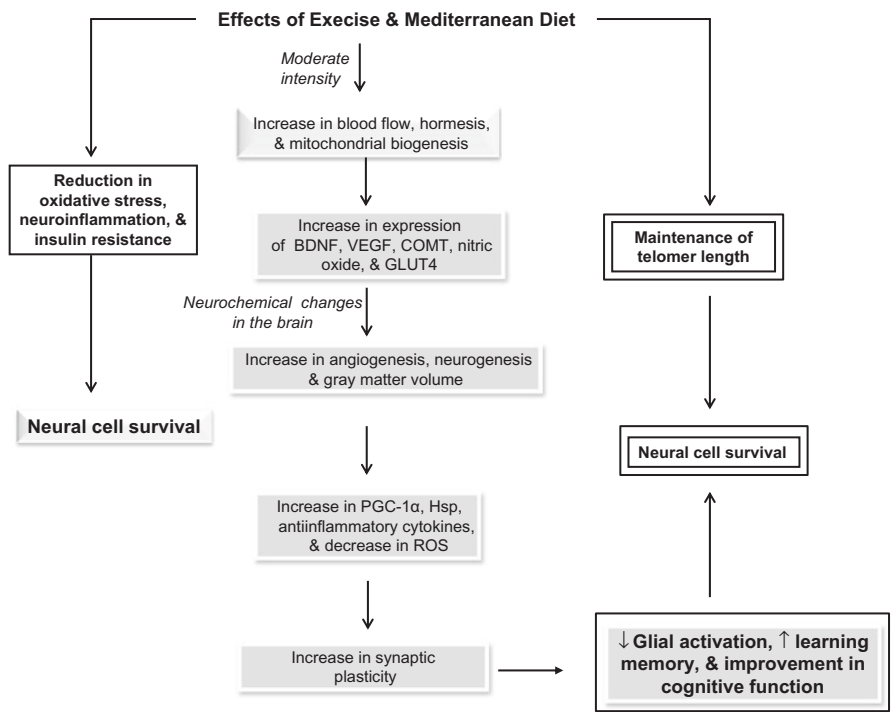 Effects of Execise & Mediterranean Diet
Moderate
intensity
Increase in blood flow, hormesis,
& mitochondrial biogenesis
Reduction in
oxidative stress,
neuroinflammation, &
insulin resistance
Increase in expression
of BDNF, VEGF, COMT, nitric
oxide, & GLUT4
Maintenance of
telomer length
Neurochemical changes
in the brain
Increase in angiogenesis, neurogenesis
& gray matter volume
Neural cell survival
Neural cell survival
Increase in PGC-1α, Hsp,
antiinflammatory cytokines,
& decrease in ROS
Increase in synaptic
plasticity
↓ Glial activation, ↑ learning
memory, & improvement in
cognitive function